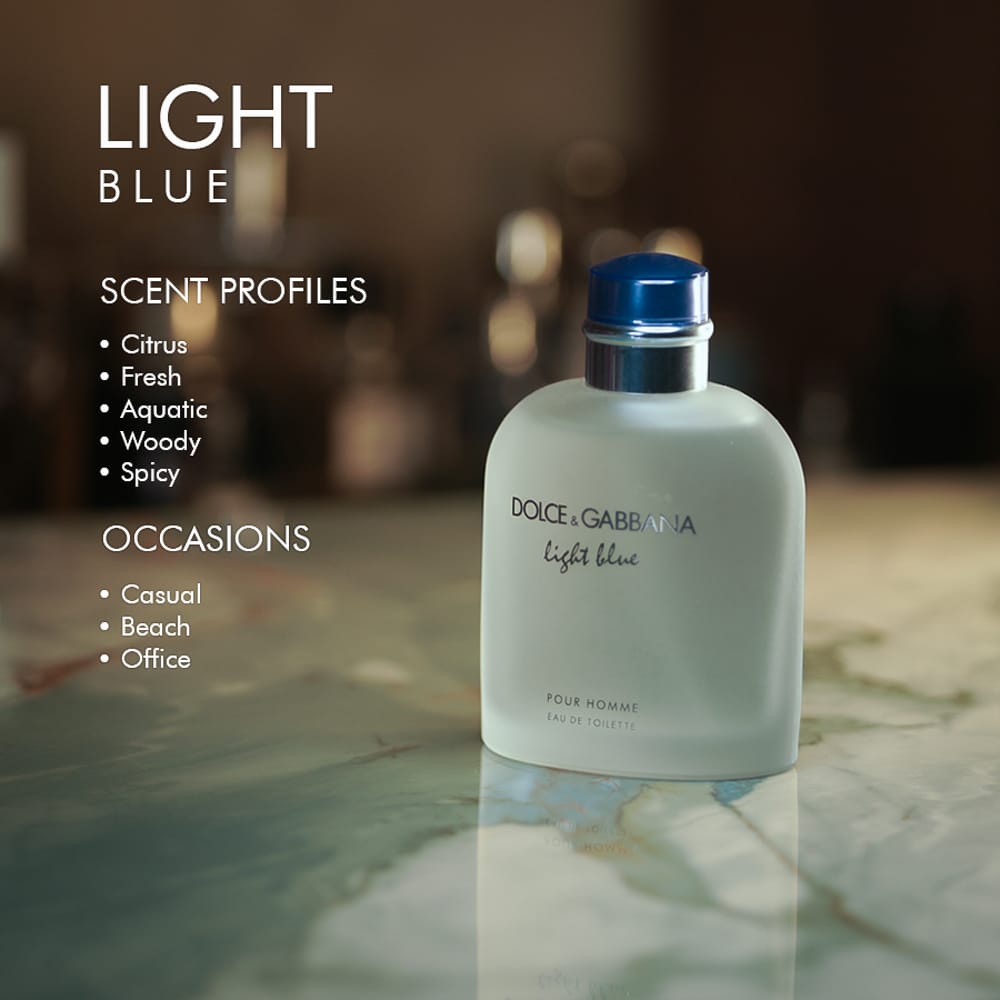 LIGHT
BLUE
SCENT PROFILES
• Citrus
• Fresh
• Aquatic
• Woody
• Spicy
OCCASIONS
• Casual
• Beach
• Office
DOLCE & GABBANA
light blue
POUR HOMME
EAU DE TOILETTE